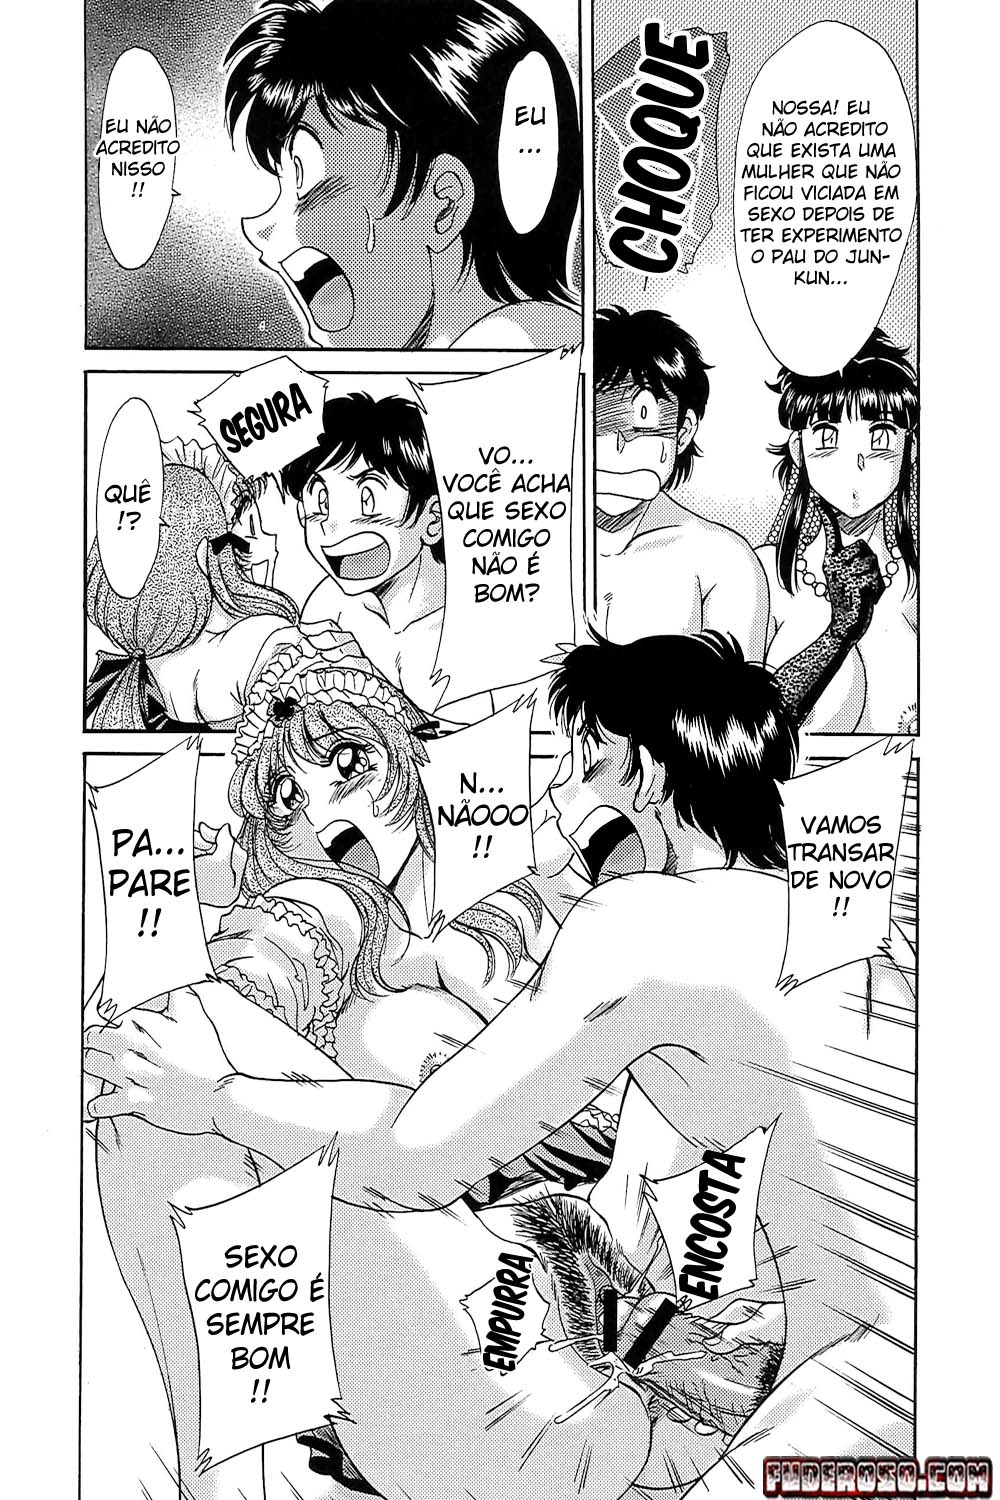 NOSSA! EU
NÃO ACREDITO
QUE EXISTA UMA
MULHER QUE NÃO
FICOU VICIADA EM
SEXO DEPOIS DE
TER EXPERIMENTO
O PAU DO JUN-
KUN...
CHOQUE
EU
...
EU NÃO
ACREDITO
NISSO
!!
VO...
VOCÊ ACHA
QUE SEXO
COMIGO
NÃO É
BOM?
SEGURA
QUÊ
!?
VAMOS
TRANSAR
DE NOVO
!!
N...
NÃOOO
!!
PA...
PARE
!!
ENCOSTA
EMPURRA
SEXO
COMIGO É
SEMPRE
BOM
!!
FUDEROSO.COM